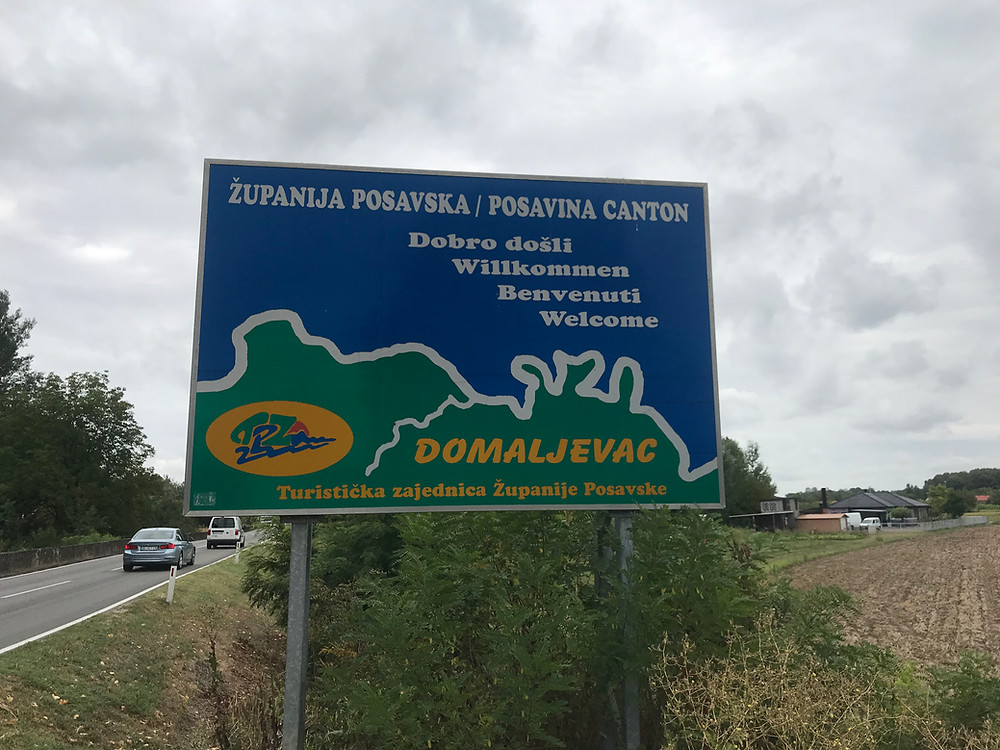 ŽUPANIJA POSAVSKA / POSAVINA CANTON
Dobro došli
Willkommen
Benvenuti
Welcome
DOMALJEVAC
Turistička zajednica Županije Posavske